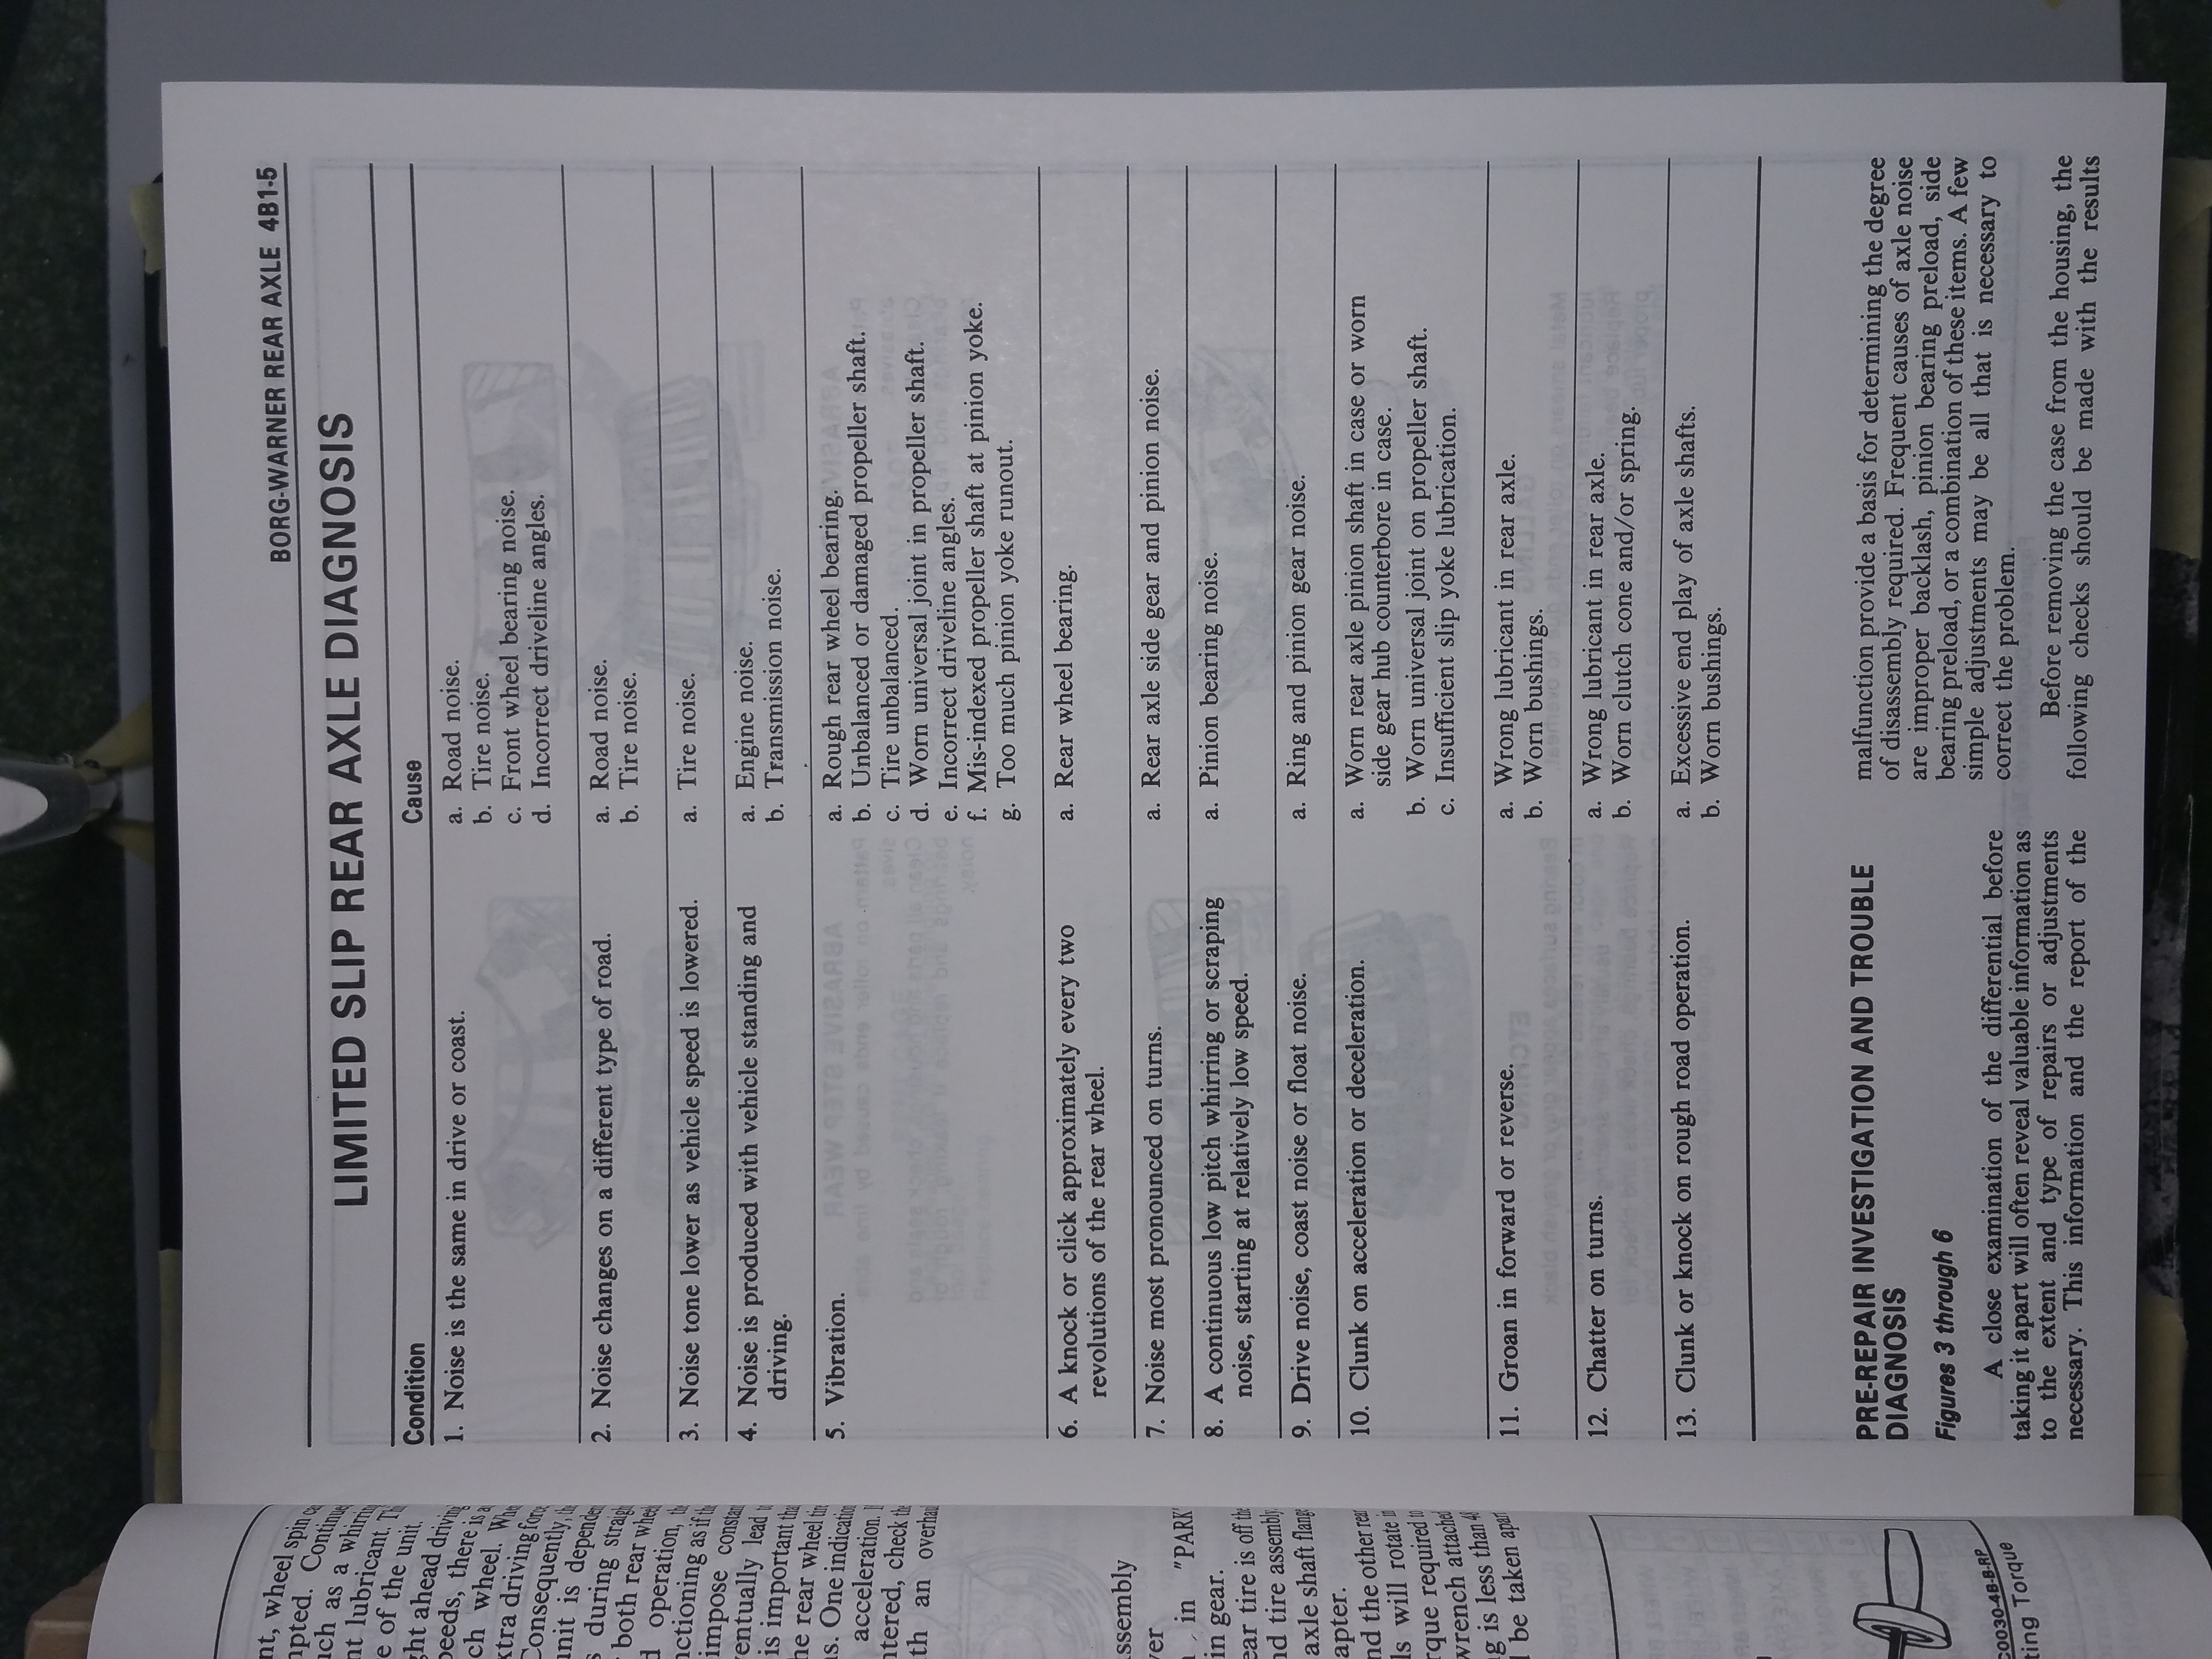 BORG-WARNER REAR AXLE 4B1-5
LIMITED SLIP REAR AXLE DIAGNOSIS
Condition
Cause
1. Noise is the same in drive or coast.
a. Road noise.
b. Tire noise.
c. Front wheel bearing noise.
d. Incorrect driveline angles.
2. Noise changes on a different type of road.
a. Road noise.
b. Tire noise.
3. Noise tone lower as vehicle speed is lowered.
a. Tire noise.
4. Noise is produced with vehicle standing and
driving.
a. Engine noise.
b. Transmission noise.
5. Vibration.
a. Rough rear wheel bearing.
b. Unbalanced or damaged propeller shaft.
c. Tire unbalanced.
d. Worn universal joint in propeller shaft.
e. Incorrect driveline angles.
f. Mis-indexed propeller shaft at pinion yoke.
g. Too much pinion yoke runout.
6. A knock or click approximately every two
revolutions of the rear wheel.
a. Rear wheel bearing.
7. Noise most pronounced on turns.
a. Rear axle side gear and pinion noise.
8. A continuous low pitch whirring or scraping
noise, starting at relatively low speed.
a. Pinion bearing noise.
9. Drive noise, coast noise or float noise.
a. Ring and pinion gear noise.
10. Clunk on acceleration or deceleration.
a. Worn rear axle pinion shaft in case or worn
side gear hub counterbore in case.
b. Worn universal joint on propeller shaft.
c. Insufficient slip yoke lubrication.
11. Groan in forward or reverse.
a. Wrong lubricant in rear axle.
b. Worn bushings.
12. Chatter on turns.
a. Wrong lubricant in rear axle.
b. Worn clutch cone and/or spring.
13. Clunk or knock on rough road operation.
a. Excessive end play of axle shafts.
b. Worn bushings.
PRE-REPAIR INVESTIGATION AND TROUBLE
DIAGNOSIS
Figures 3 through 6
A close examination of the differential before
taking it apart will often reveal valuable information as
to the extent and type of repairs or adjustments
necessary. This information and the report of the
malfunction provide a basis for determining the degree
of disassembly required. Frequent causes of axle noise
are improper backlash, pinion bearing preload, side
bearing preload, or a combination of these items. A few
simple adjustments may be all that is necessary to
correct the problem.
Before removing the case from the housing, the
following checks should be made with the results